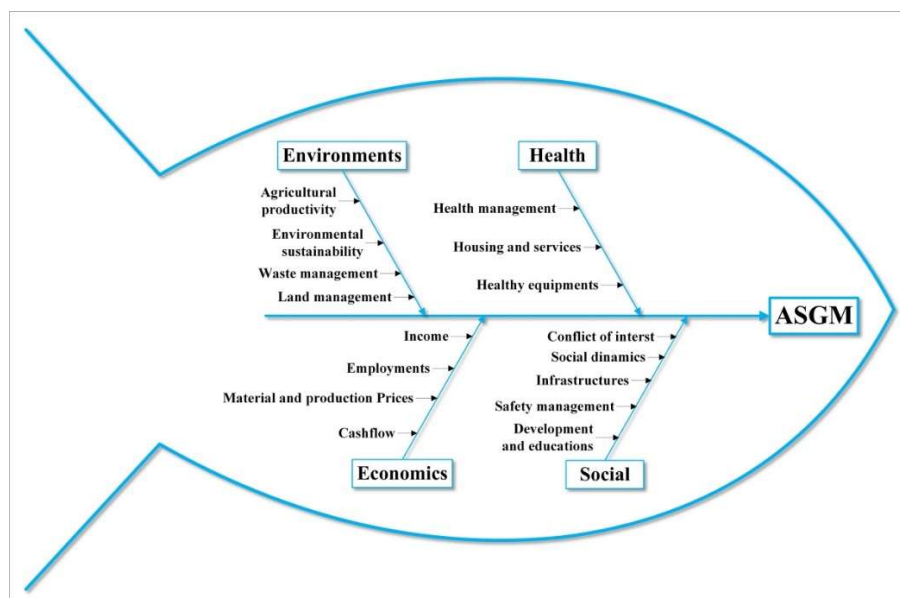 Environments
Health
Agricultural
productivity
Environmental
sustainability
Waste management
Land management
Health management
Housing and services
Healthy equipments
ASGM
Income
Employments
Material and production Prices
Cashflow
Economics
Conflict of interst
Social dinamics
Infrastructures
Safety management
Development
and educations
Social